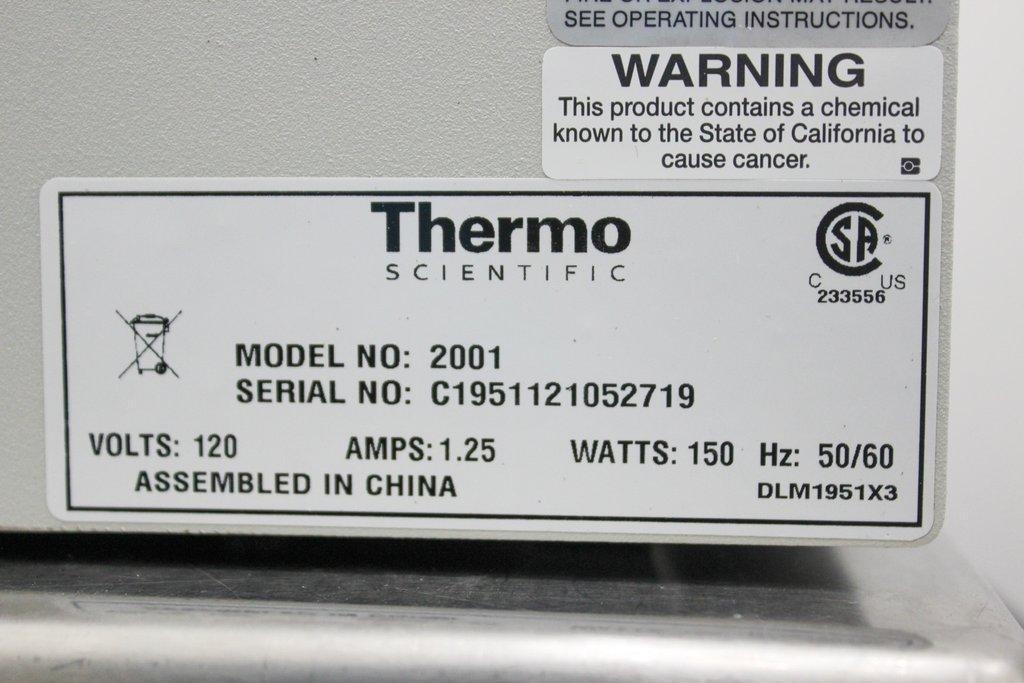 SEE OPERATING INSTRUCTIONS.
WARNING
This product contains a chemical
known to the State of California to
cause cancer.
Thermo
SCIENTIFIC
CSA ®
C US
233556
MODEL NO: 2001
SERIAL NO: C1951121052719
VOLTS: 120 AMPS: 1.25 WATTS: 150 Hz: 50/60
ASSEMBLED IN CHINA DLM1951X3